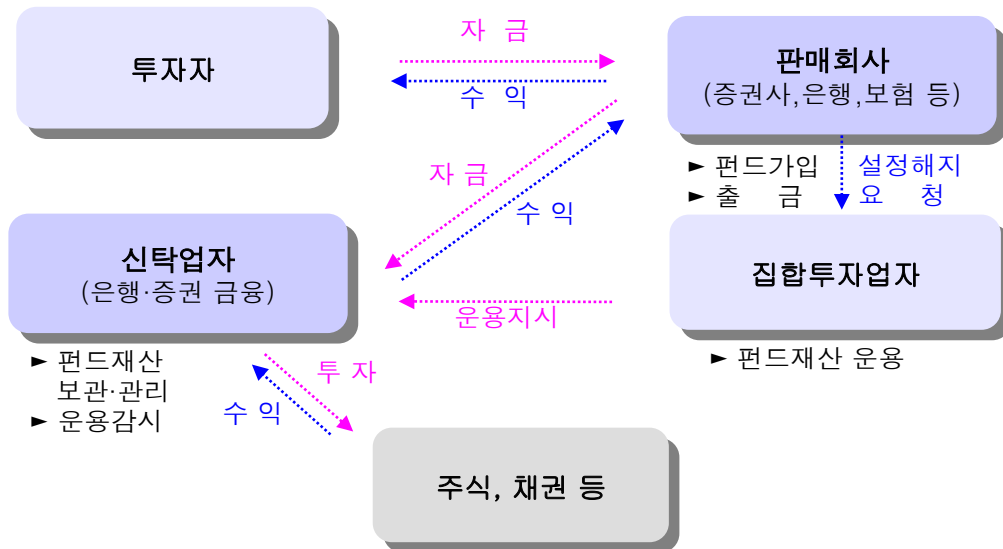 투자자
자 금
수 익
판매회사
(증권사,은행,보험 등)
► 펀드가입
► 출 금
설정해지
요 청
자 금
수 익
신탁업자
(은행·증권 금융)
집합투자업자
운용지시
► 펀드재산
보관·관리
► 운용감시
► 펀드재산 운용
투 자
수 익
주식, 채권 등